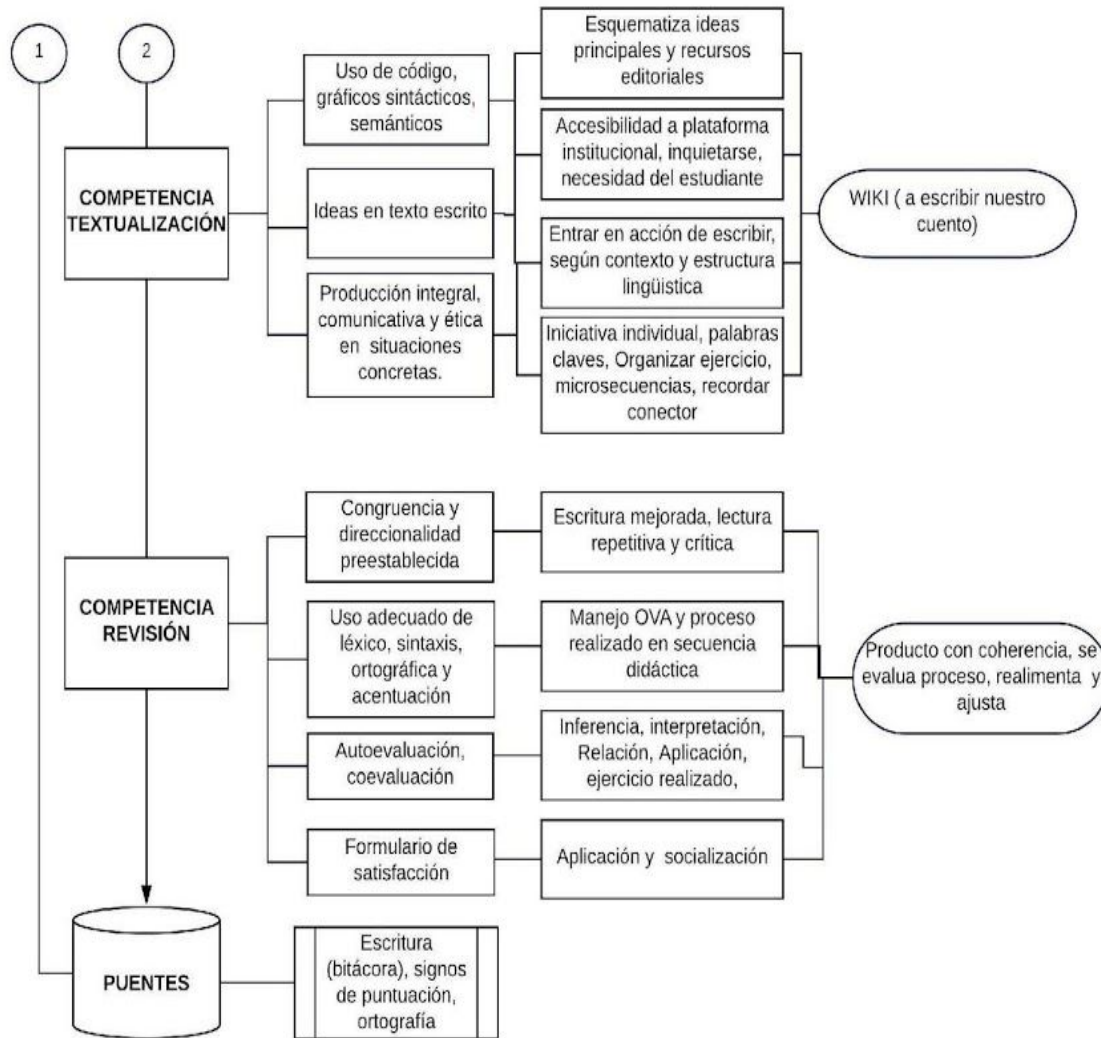 1
2
COMPETENCIA
TEXTUALIZACIÓN
Uso de código,
gráficos sintácticos,
semánticos
Ideas en texto escrito
Producción integral,
comunicativa y ética
en situaciones
concretas.
Esquematiza ideas
principales y recursos
editoriales
Accesibilidad a plataforma
institucional, inquietarse,
necesidad del estudiante
Entrar en acción de escribir,
según contexto y estructura
lingüistica
Iniciativa individual, palabras
claves, Organizar ejercicio,
microsecuencias, recordar
conector
WIKI ( a escribir nuestro
cuento)
COMPETENCIA
REVISIÓN
Congruencia y
direccionalidad
preestablecida
Uso adecuado de
léxico, sintaxis,
ortográfica y
acentuación
Autoevaluación,
coevaluación
Formulario de
satisfacción
Escritura mejorada, lectura
repetitiva y crítica
Manejo OVA y proceso
realizado en secuencia
didáctica
Inferencia, interpretación,
Relación, Aplicación,
ejercicio realizado,
Aplicación y socialización
Producto con coherencia, se
evalua proceso, realimenta y
ajusta
PUENTES
Escritura
(bitácora), signos
de puntuación,
ortografía